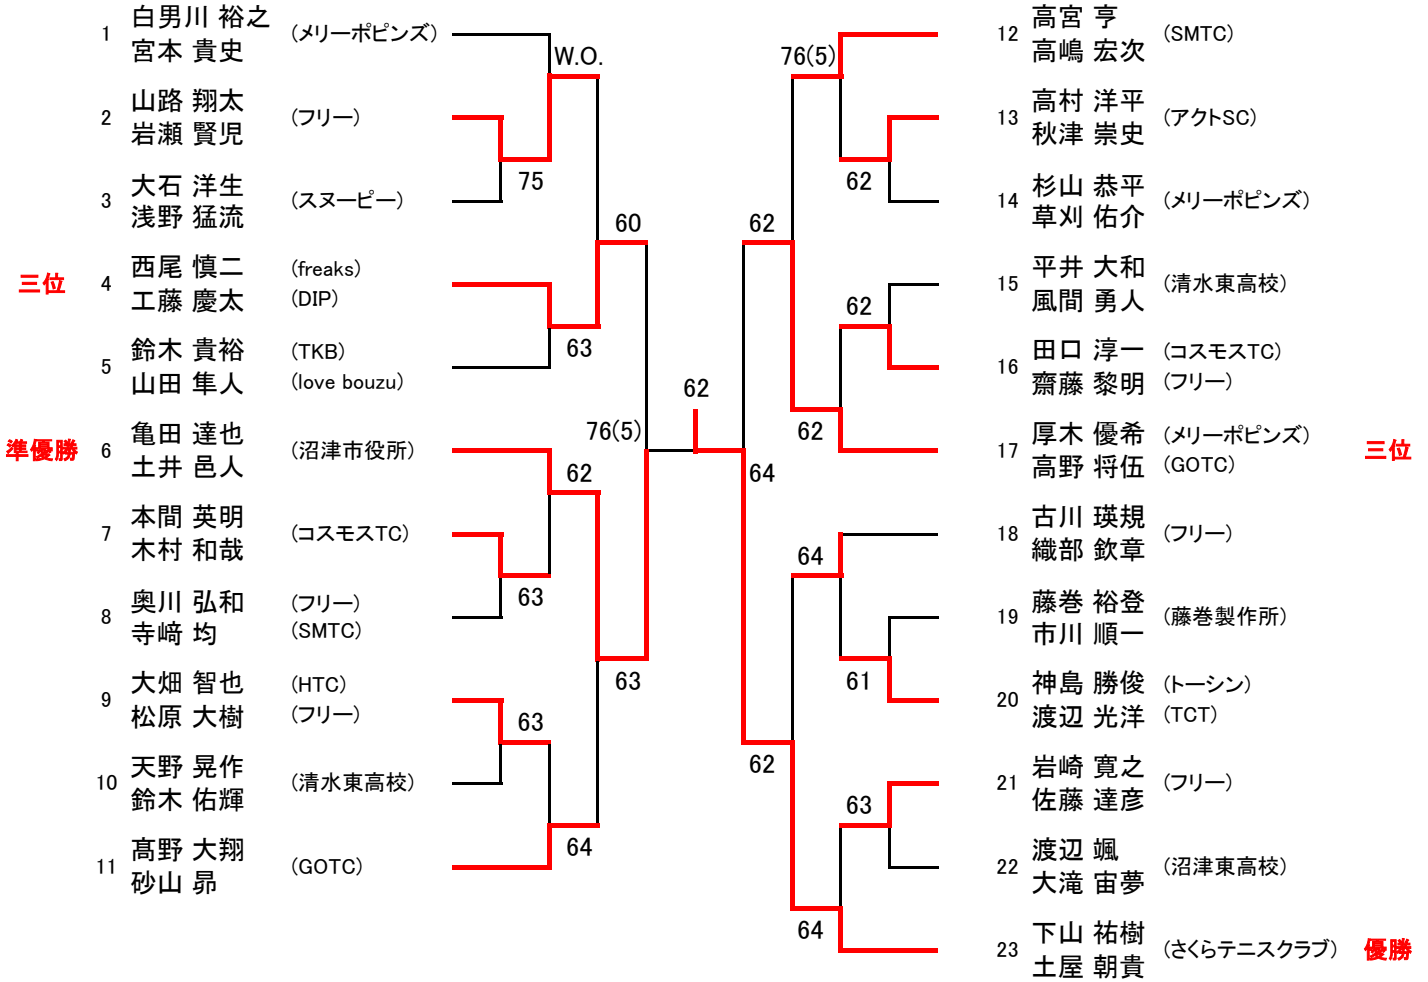 1 白男川 裕之 (メリーポピンズ)
宮本 貴史
2 山路 翔太 (フリー)
岩瀬 賢児
3 大石 洋生 (スヌーピー)
浅野 猛流
三位 4 西尾 慎二 (freaks)
工藤 慶太 (DIP)
5 鈴木 貴裕 (TKB)
山田 隼人 (love bouzu)
準優勝 6 亀田 達也 (沼津市役所)
土井 邑人
7 本間 英明 (コスモスTC)
木村 和哉
8 奥川 弘和 (フリー)
寺﨑 均 (SMTC)
9 大畑 智也 (HTC)
松原 大樹 (フリー)
10 天野 晃作 (清水東高校)
鈴木 佑輝
11 髙野 大翔 (GOTC)
砂山 昴
W.O.
75
60
63
76(5)
62
63
63
63
64
62
76(5)
62
62
62
62
64
64
61
62
63
64
12 高宮 亨 (SMTC)
高嶋 宏次
13 高村 洋平 (アクトSC)
秋津 崇史
14 杉山 恭平 (メリーポピンズ)
草刈 佑介
15 平井 大和 (清水東高校)
風間 勇人
16 田口 淳一 (コスモスTC)
齋藤 黎明 (フリー)
17 厚木 優希 (メリーポピンズ) 三位
高野 将伍 (GOTC)
18 古川 瑛規 (フリー)
織部 欽章
19 藤巻 裕登 (藤巻製作所)
市川 順一
20 神島 勝俊 (トーシン)
渡辺 光洋 (TCT)
21 岩崎 寛之 (フリー)
佐藤 達彦
22 渡辺 颯 (沼津東高校)
大滝 宙夢
23 下山 祐樹 (さくらテニスクラブ) 優勝
土屋 朝貴